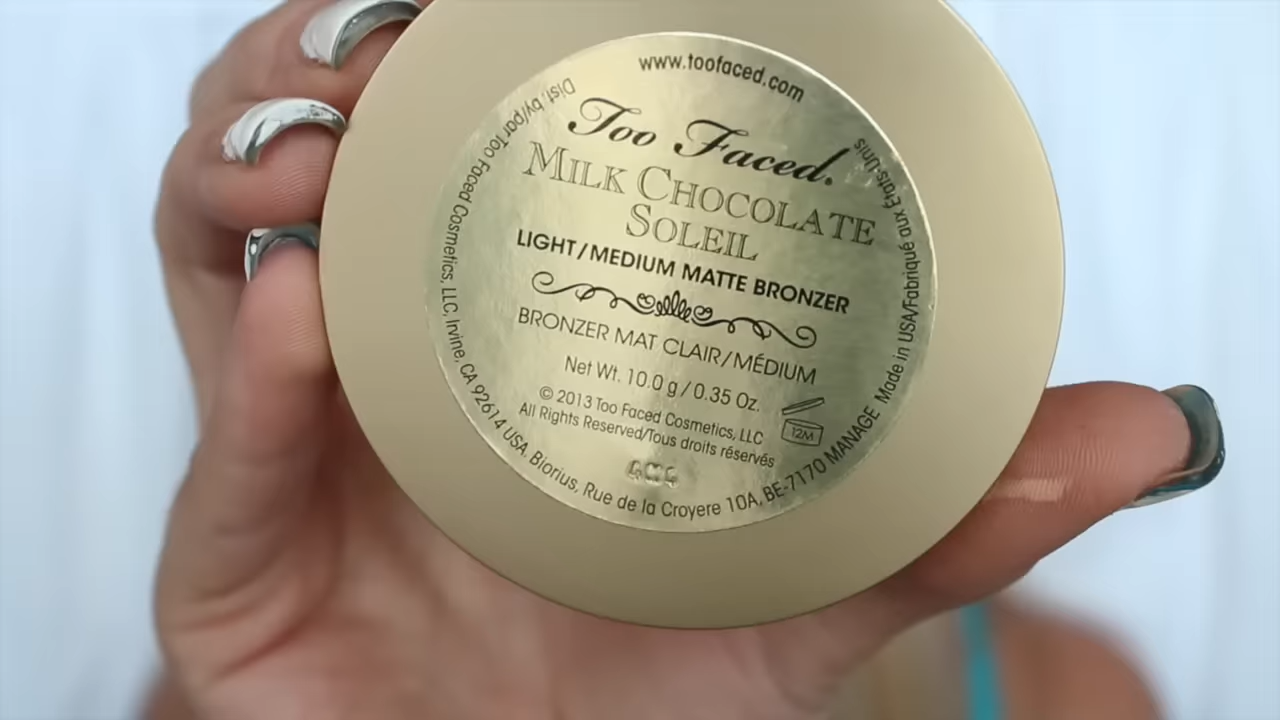 www.toofaced.com
Too Faced.
MILK CHOCOLATE
SOLEIL
LIGHT/MEDIUM MATTE BRONZER
BRONZER MAT CLAIR/MÉDIUM
Net Wt. 10.0 g / 0.35 Oz.
© 2013 Too Faced Cosmetics, LLC
All Rights Reserved/Tous droits réservés
12M
Dist. by/par Too Faced Cosmetics, LLC, Irvine, CA 92614 USA. Biorius, Rue de la Croyere 10A, BE-7170 MANAGE Made in USA/Fabriqué aux États-Unis